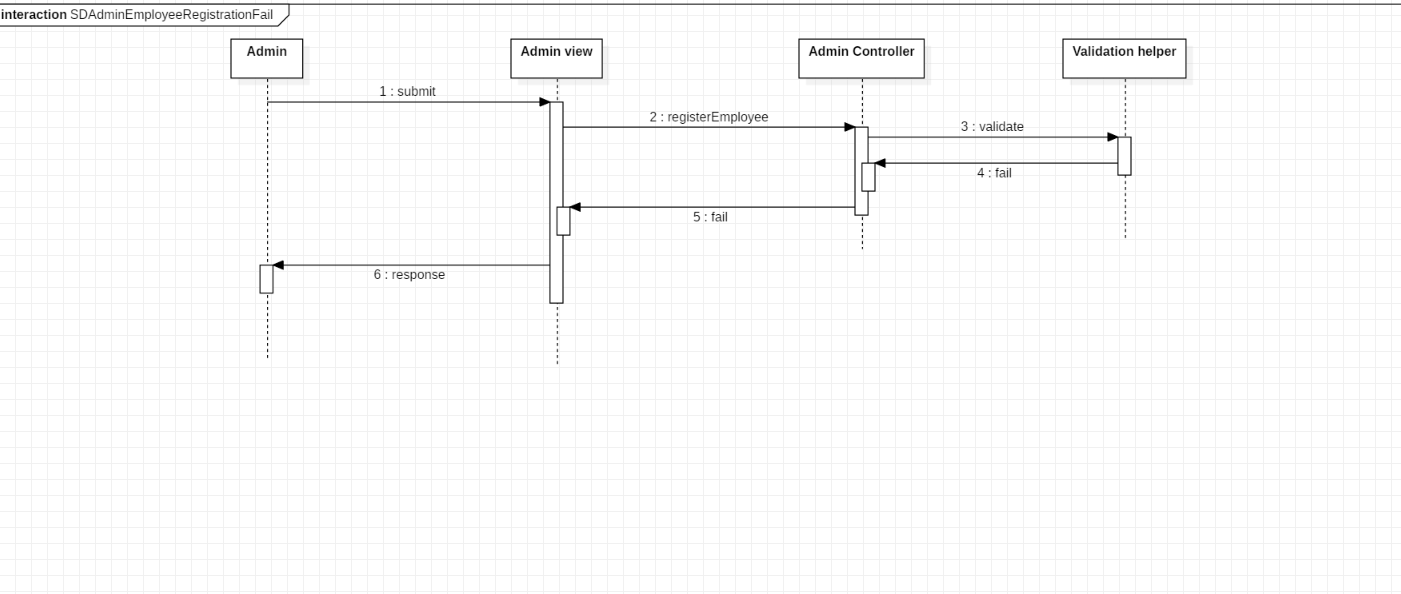 interaction SDAdminEmployeeRegistrationFail
Admin
Admin view
Admin Controller
Validation helper
1 : submit
2 : registerEmployee
3 : validate
4 : fail
5 : fail
6 : response